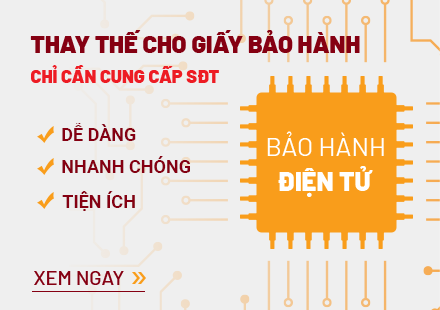 THAY THẾ CHO GIẤY BẢO HÀNH
CHỈ CẦN CUNG CẤP SĐT
DỄ DÀNG
NHANH CHÓNG
TIỆN ÍCH
BẢO HÀNH
ĐIỆN TỬ
XEM NGAY »